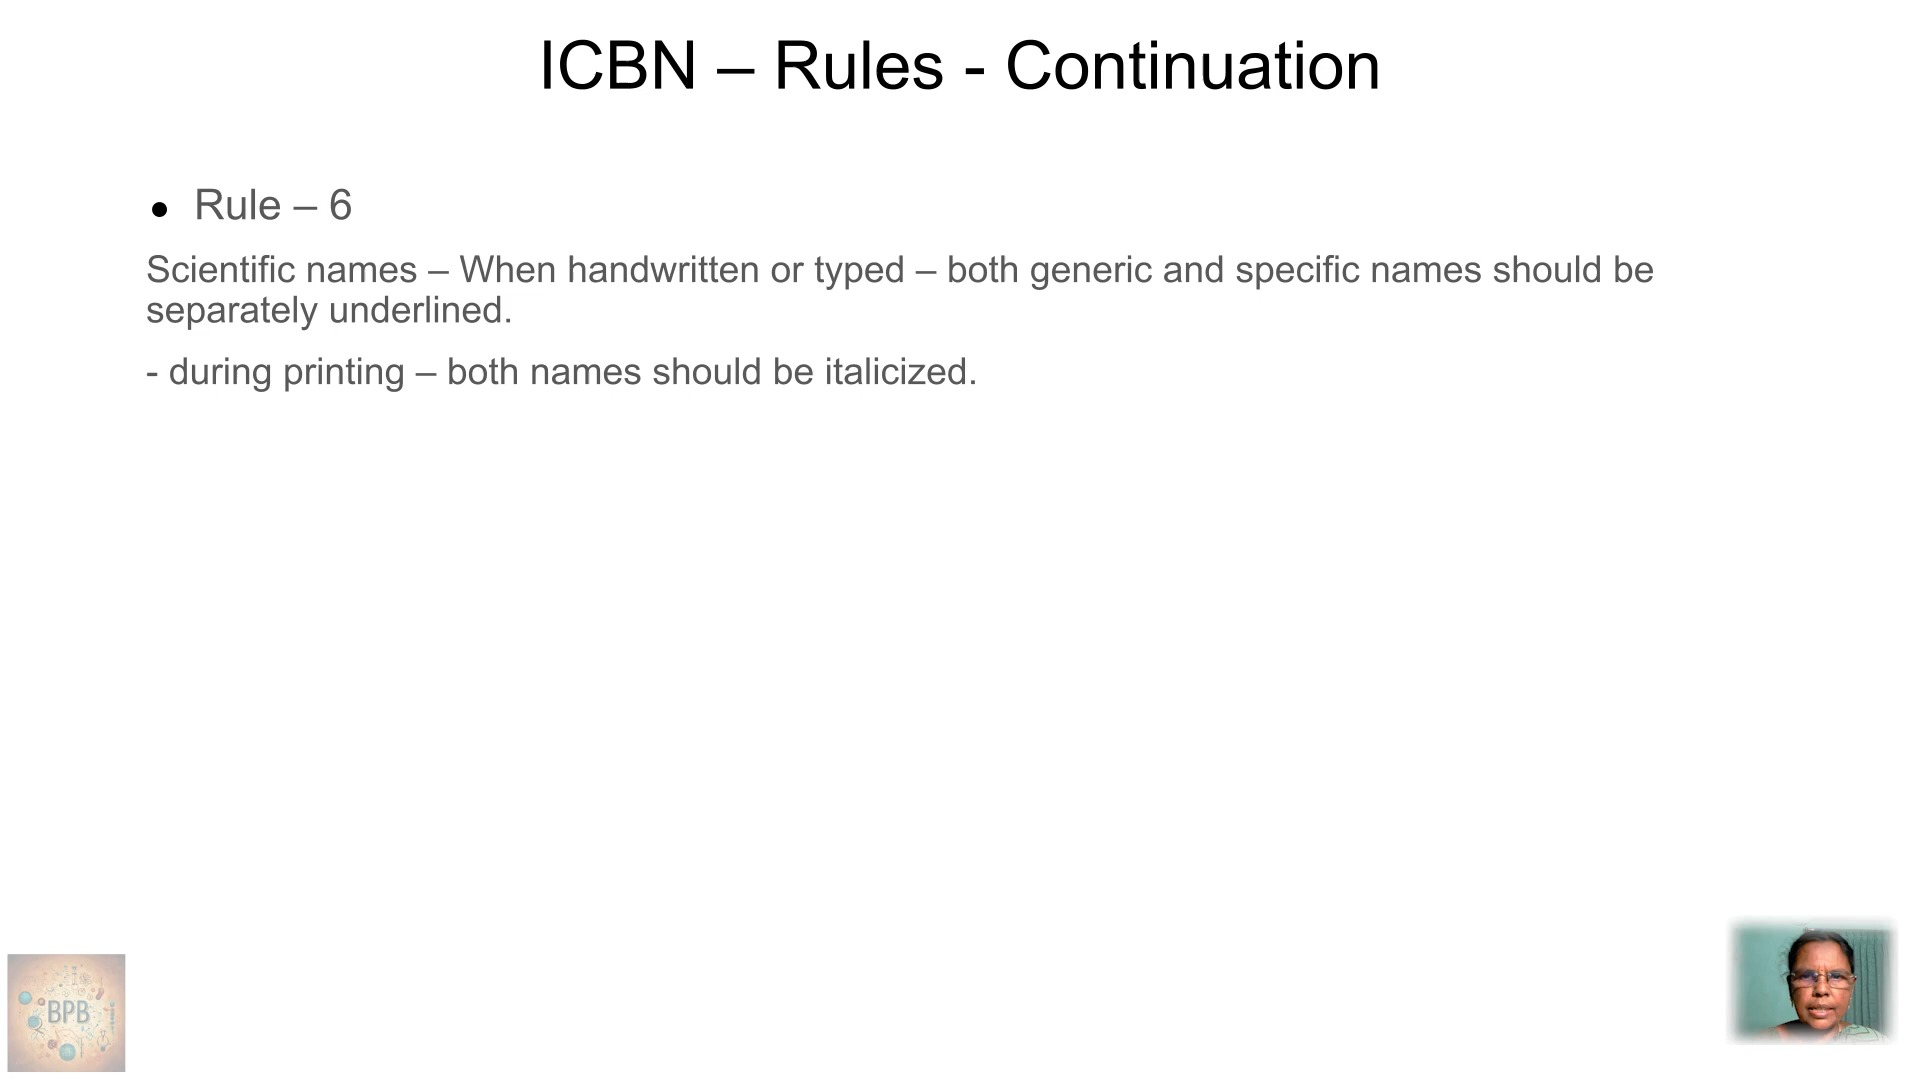 ICBN – Rules - Continuation
● Rule – 6
Scientific names – When handwritten or typed – both generic and specific names should be
separately underlined.
- during printing – both names should be italicized.
BPB